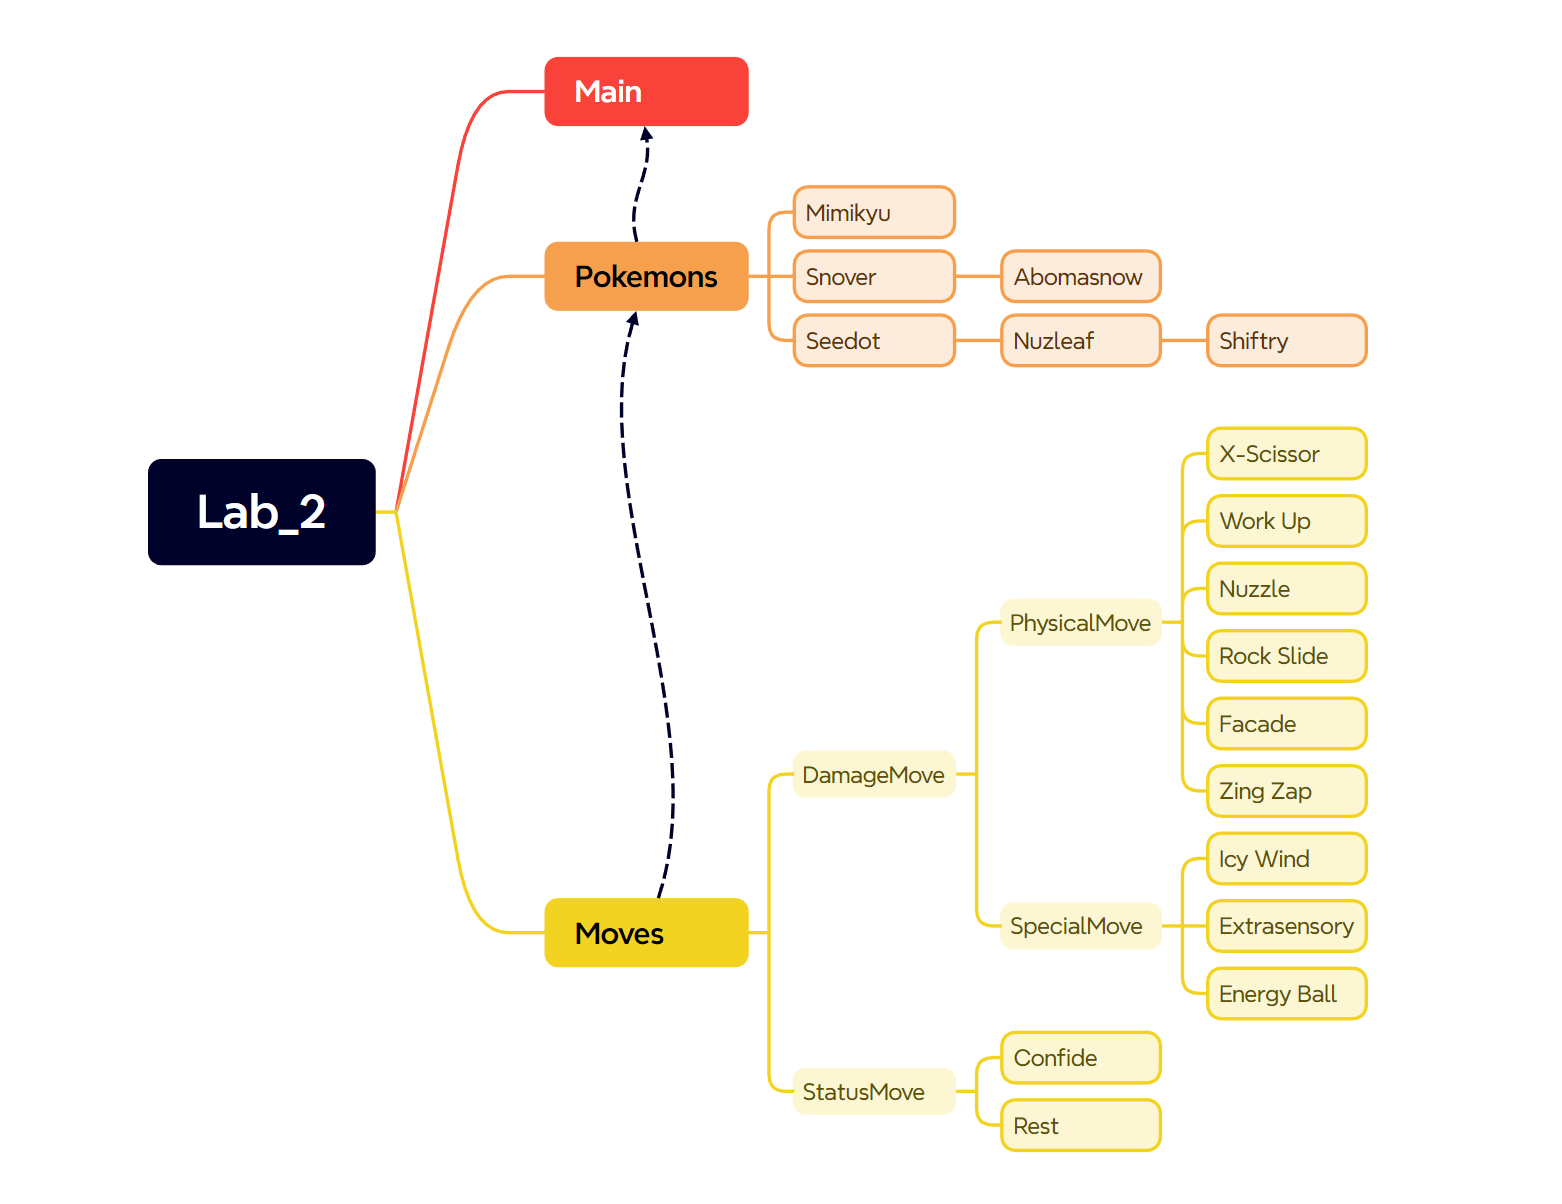 Main
Mimikyu
Pokemons
Snover
Abomasnow
Seedot
Nuzleaf
Shiftry
Lab_2
X-Scissor
Work Up
Nuzzle
PhysicalMove
Rock Slide
Facade
DamageMove
Zing Zap
Icy Wind
Moves
SpecialMove
Extrasensory
Energy Ball
Confide
StatusMove
Rest